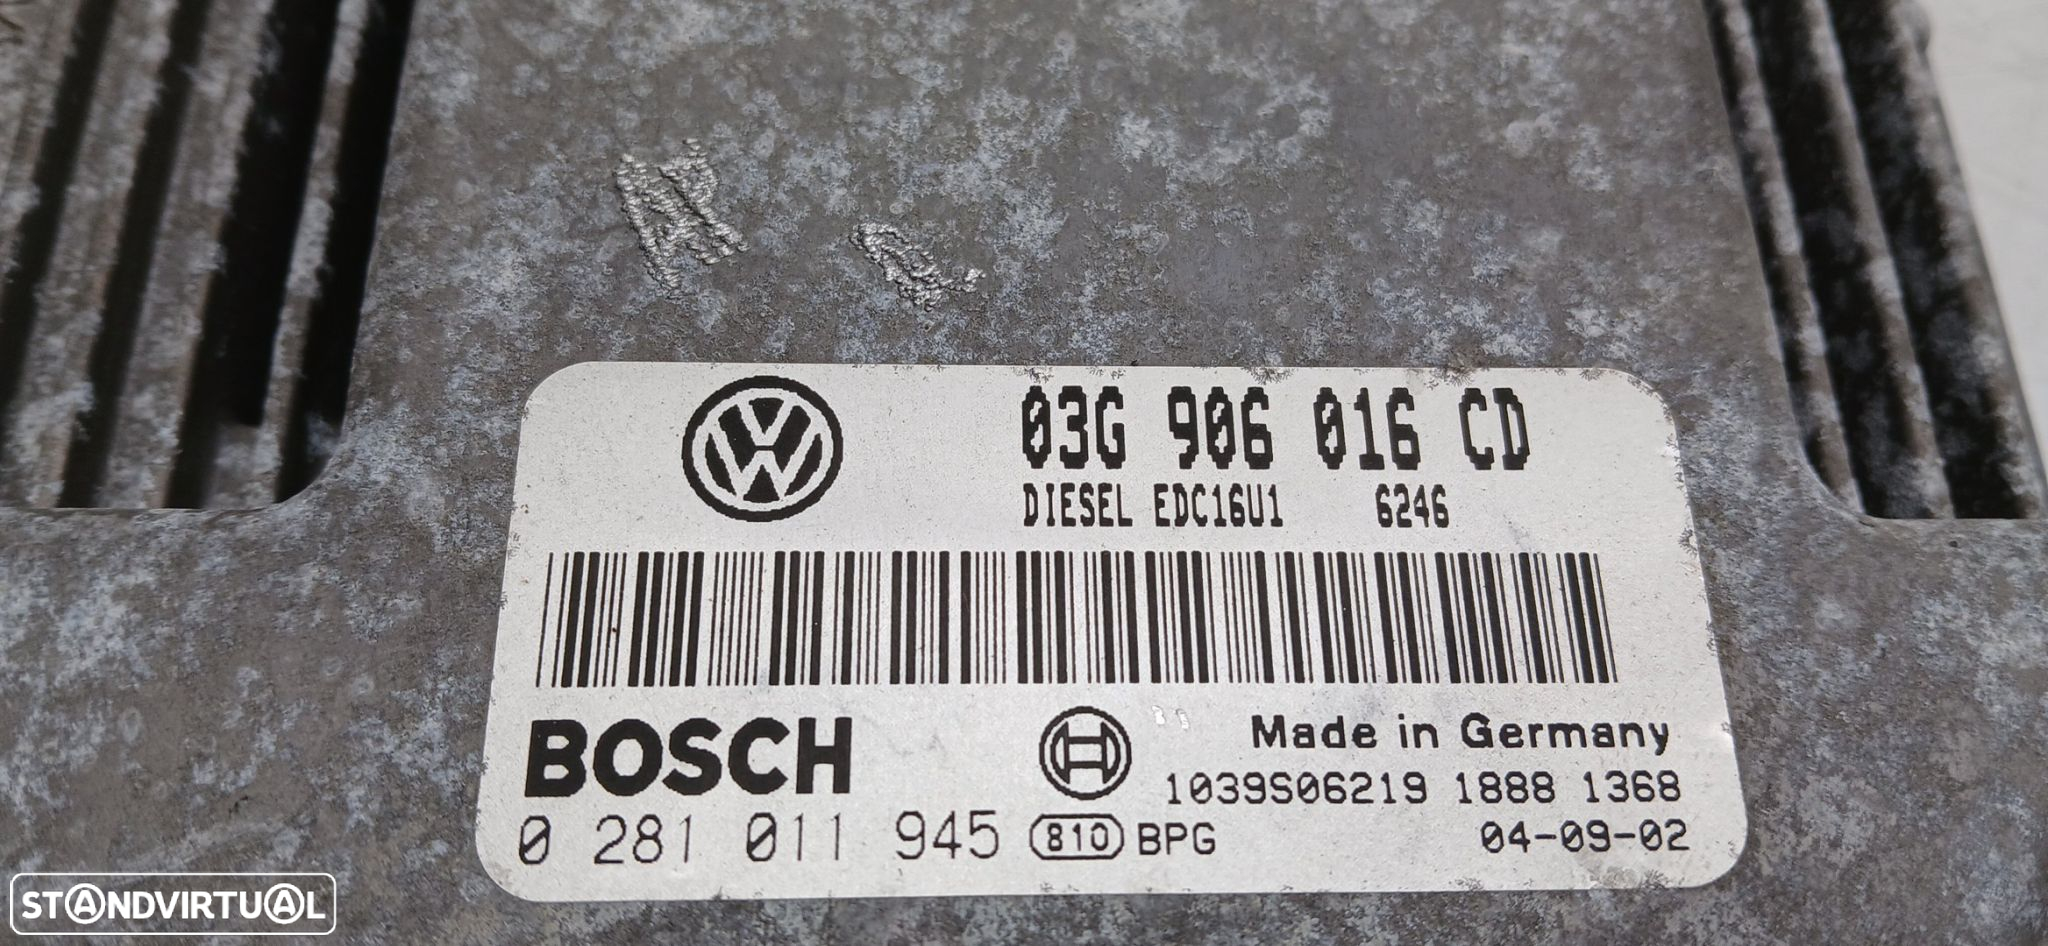 03G 906 016 CD
DIESEL EDC16U1 6246
BOSCH
Made in Germany
1039S06219 1888 1368
0 281 011 945 810 BPG
04-09-02
STANDVIRTUAL